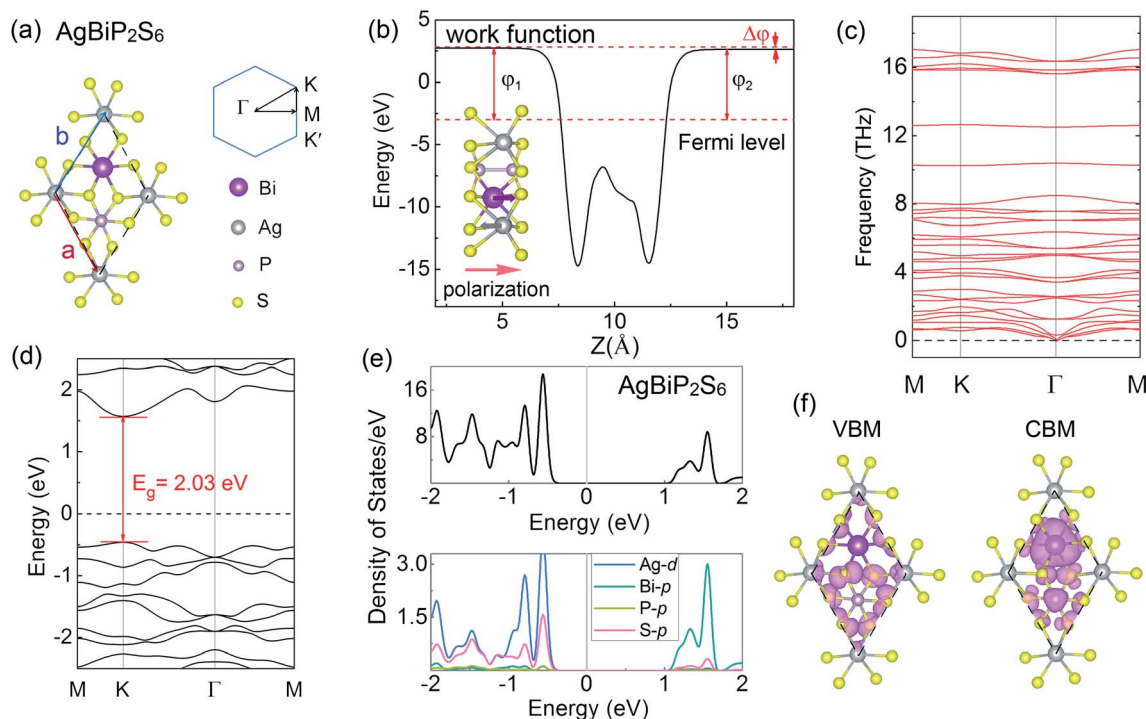 (a) AgBiP₂S₆
b
a
K
Γ
M
K′
Bi
Ag
P
S
(b)
work function
Δφ
φ₁
φ₂
Fermi level
polarization
Energy (eV)
5
0
-5
-10
-15
5
10
15
Z(Å)
(c)
Frequency (THz)
16
12
8
4
0
M
K
Γ
M
(d)
Energy (eV)
2
1
0
-1
-2
E_g= 2.03 eV
M
K
Γ
M
(e)
AgBiP₂S₆
16
8
-2
-1
0
1
2
Energy (eV)
Density of States/eV
3.0
1.5
Ag-d
Bi-p
P-p
S-p
-2
-1
0
1
2
Energy (eV)
(f)
VBM
CBM